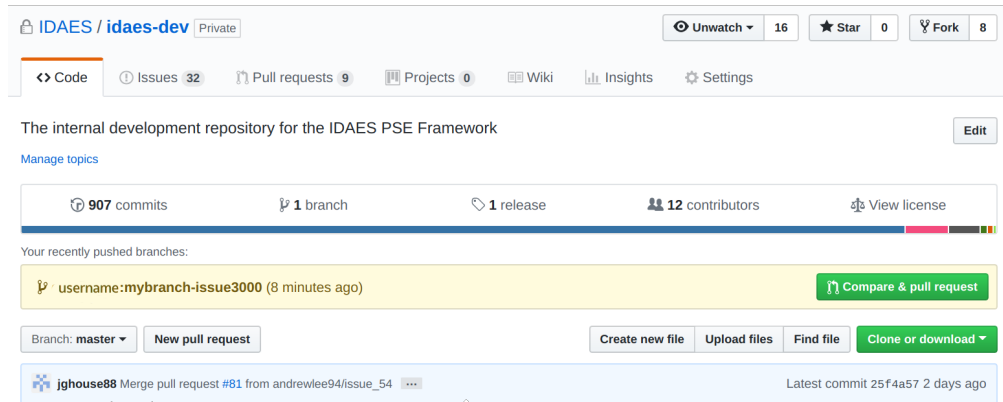 IDAES / idaes-dev Private Unwatch 16 Star 0 Fork 8
Code Issues 32 Pull requests 9 Projects 0 Wiki Insights Settings
The internal development repository for the IDAES PSE Framework Edit
Manage topics
907 commits 1 branch 1 release 12 contributors View license
Your recently pushed branches:
username:mybranch-issue3000 (8 minutes ago) Compare & pull request
Branch: master New pull request Create new file Upload files Find file Clone or download
jghouse88 Merge pull request #81 from andrewlee94/issue_54 ... Latest commit 25f4a57 2 days ago